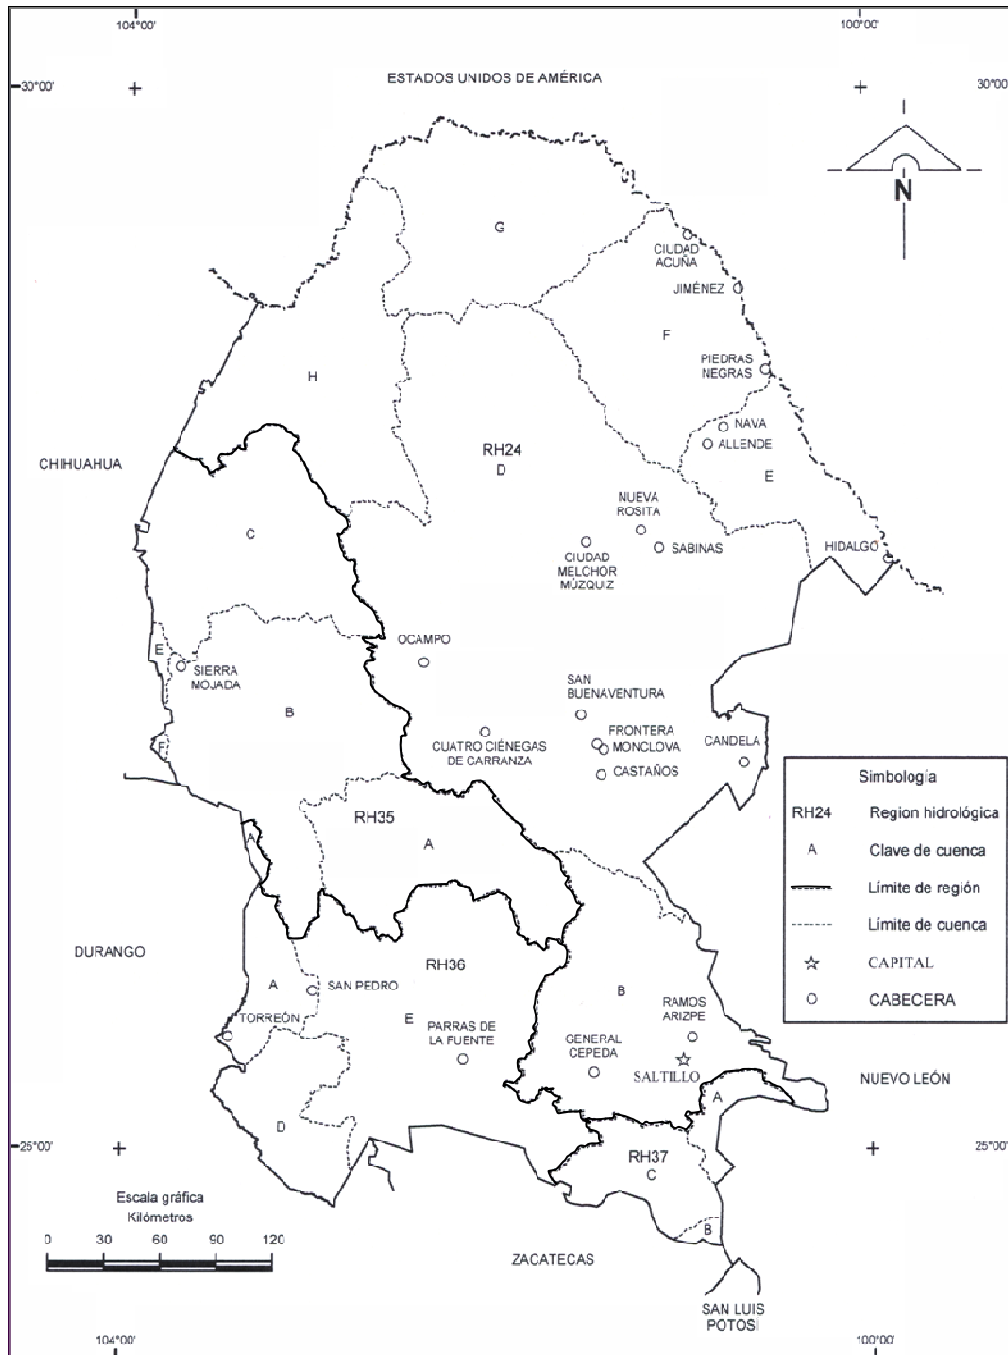 104°00'
100°00'
30°00'
30°00'
ESTADOS UNIDOS DE AMÉRICA
N
G
CIUDAD
ACUÑA
JIMÉNEZ
F
PIEDRAS
NEGRAS
H
NAVA
ALLENDE
RH24
D
CHIHUAHUA
E
NUEVA
ROSITA
C
SABINAS
HIDALGO
CIUDAD
MELCHOR
MÚZQUIZ
OCAMPO
E
SIERRA
MOJADA
SAN
BUENAVENTURA
B
FRONTERA
MONCLOVA
CANDELA
F
CUATRO CIÉNEGAS
DE CARRANZA
CASTAÑOS
Simbología
RH24 Region hidrológica
A Clave de cuenca
Límite de región
Límite de cuenca
CAPITAL
CABECERA
RH35
A
A
DURANGO
RH36
A
SAN PEDRO
B
RAMOS
ARIZPE
TORREÓN
E
PARRAS DE
LA FUENTE
GENERAL
CEPEDA
SALTILLO
NUEVO LEÓN
A
D
25°00'
25°00'
RH37
C
Escala gráfica
Kilómetros
0 30 60 90 120
B
ZACATECAS
SAN LUIS
POTOSÍ
104°00'
100°00'